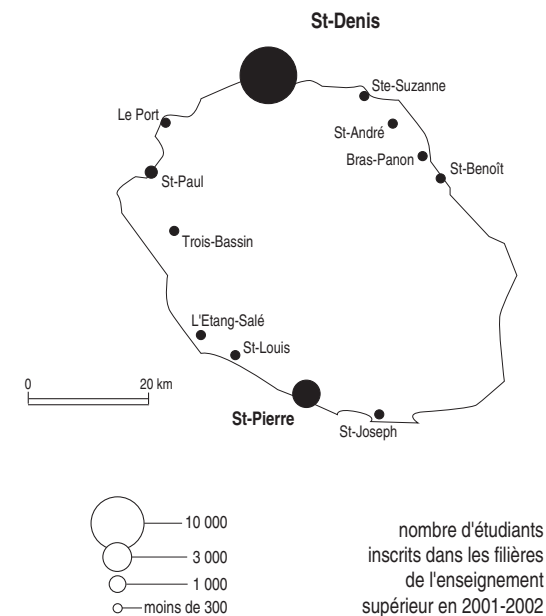 St-Denis
Ste-Suzanne
Le Port
St-André
Bras-Panon
St-Benoît
St-Paul
Trois-Bassin
L'Etang-Salé
St-Louis
0 20 km
St-Pierre
St-Joseph
10 000
3 000
1 000
moins de 300
nombre d'étudiants
inscrits dans les filières
de l'enseignement
supérieur en 2001-2002